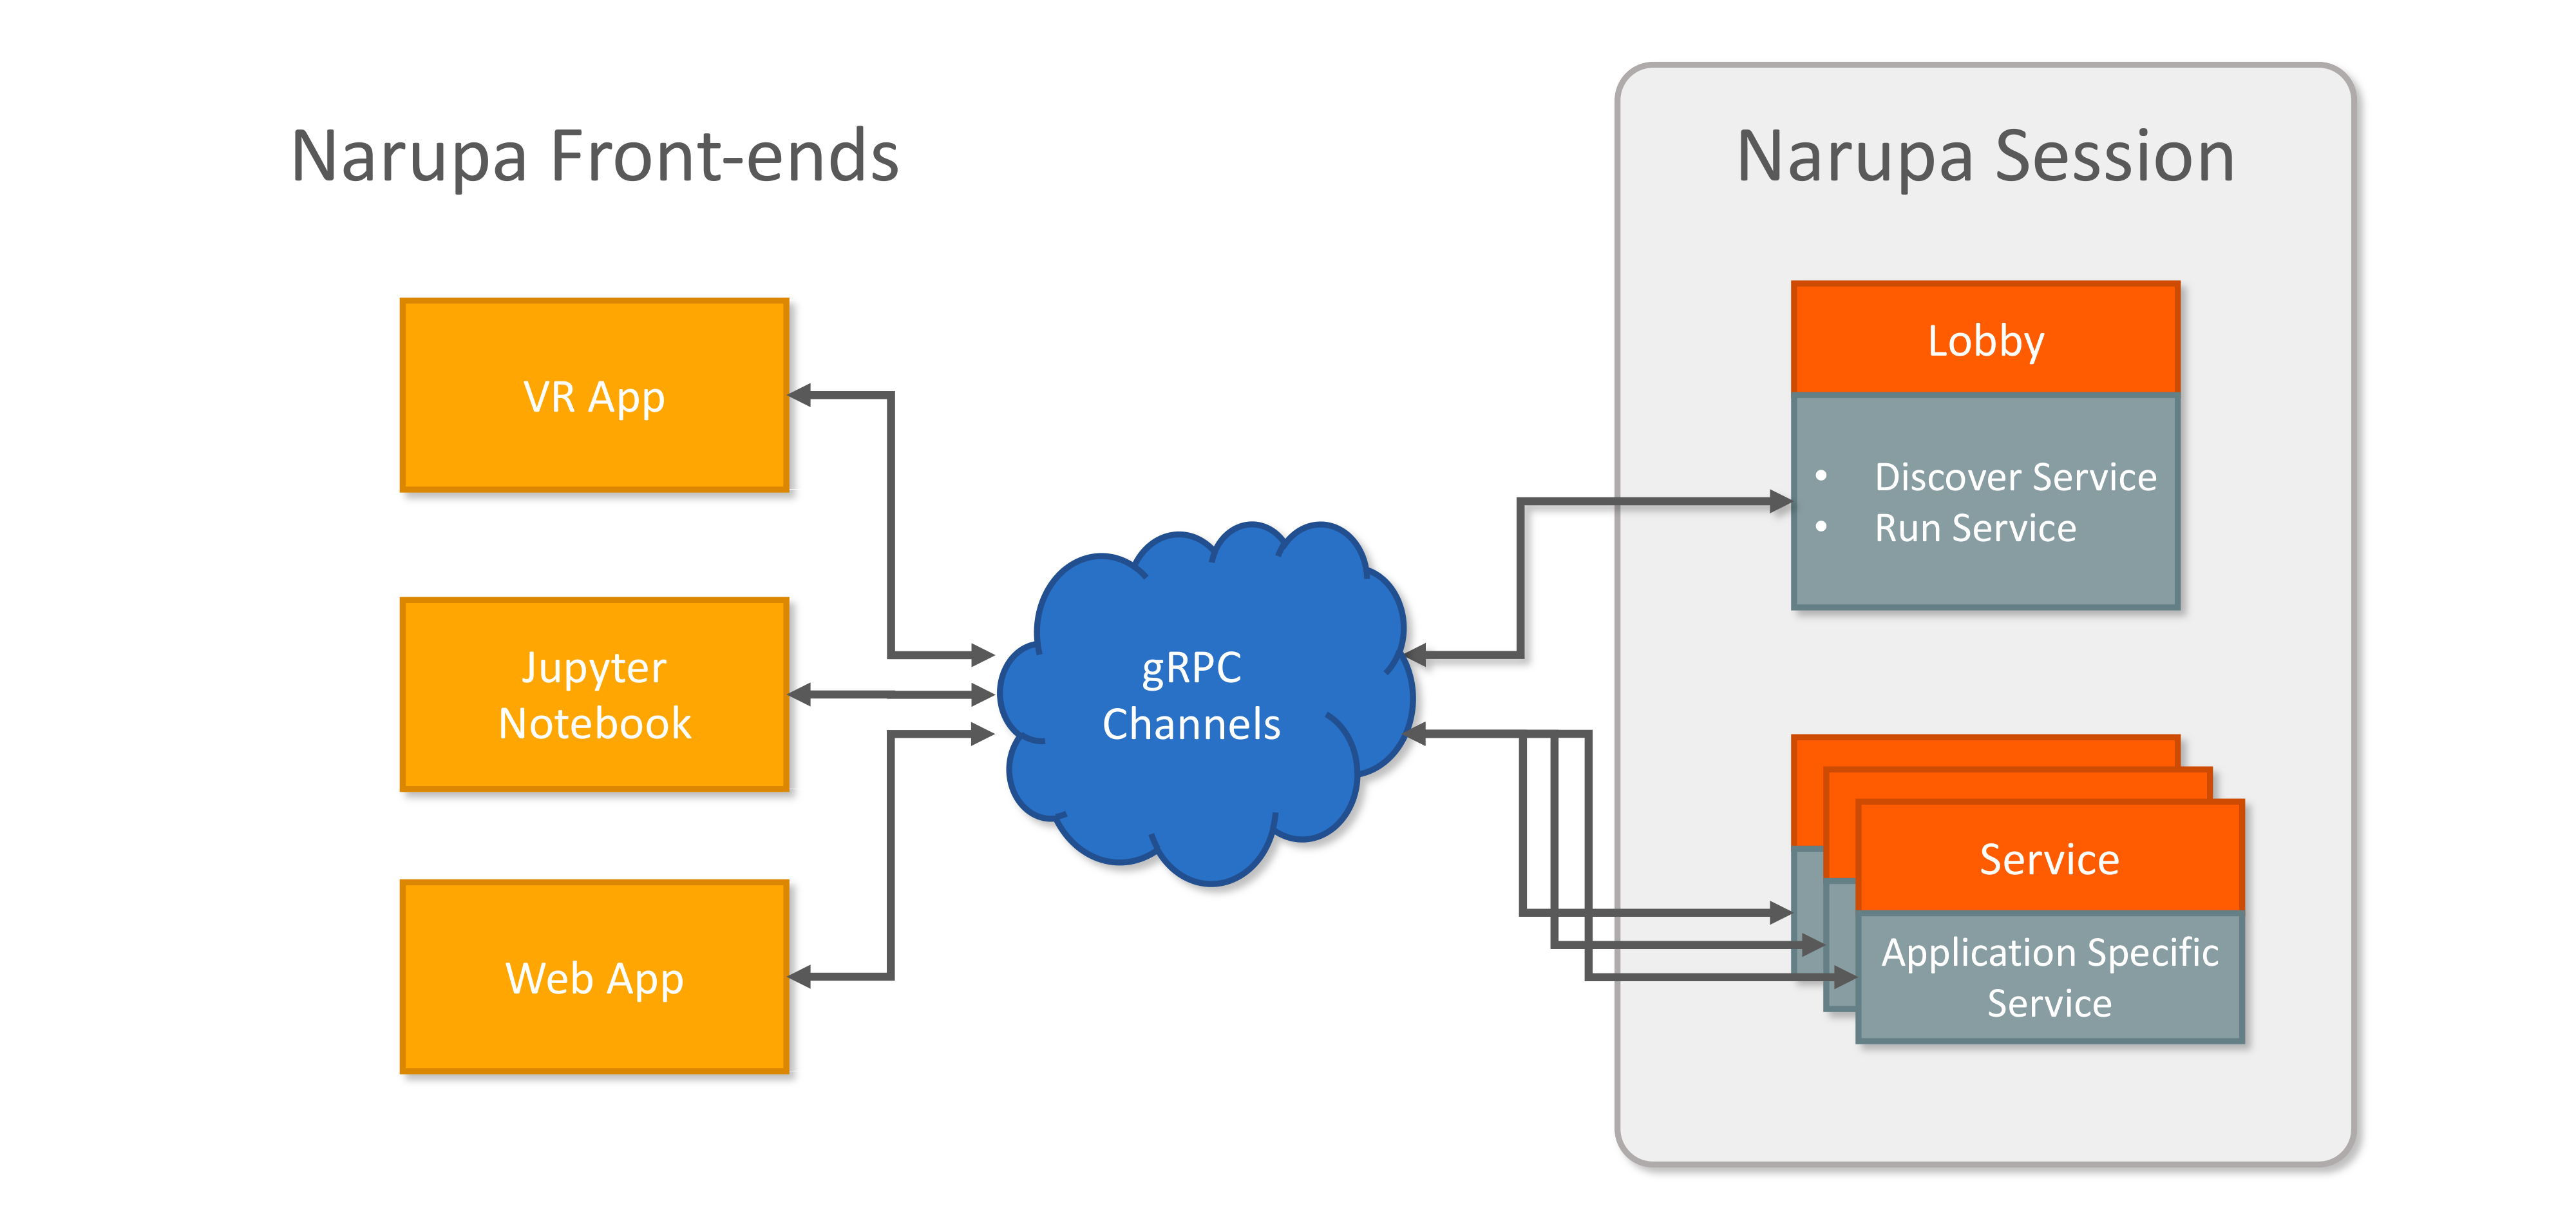 Narupa Front-ends
VR App
Jupyter
Notebook
Web App
gRPC
Channels
Narupa Session
Lobby
• Discover Service
• Run Service
Service
Application Specific
Service